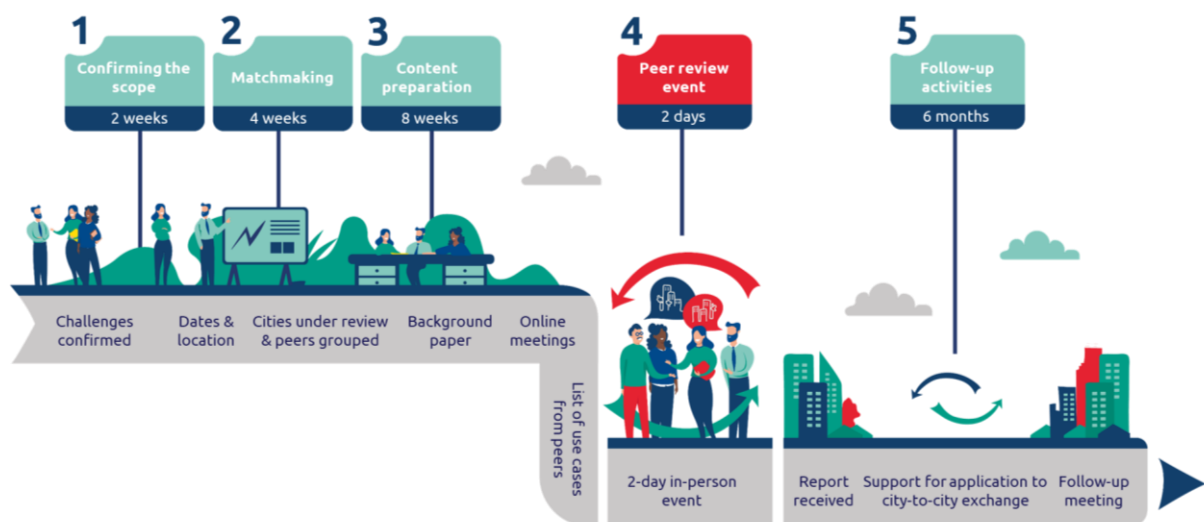 1
Confirming the
scope
2 weeks
2
Matchmaking
4 weeks
3
Content
preparation
8 weeks
4
Peer review
event
2 days
5
Follow-up
activities
6 months
Challenges
confirmed
Dates &
location
Cities under review
& peers grouped
Background
paper
Online
meetings
List of use cases
from peers
2-day in-person
event
Report
received
Support for application to
city-to-city exchange
Follow-up
meeting